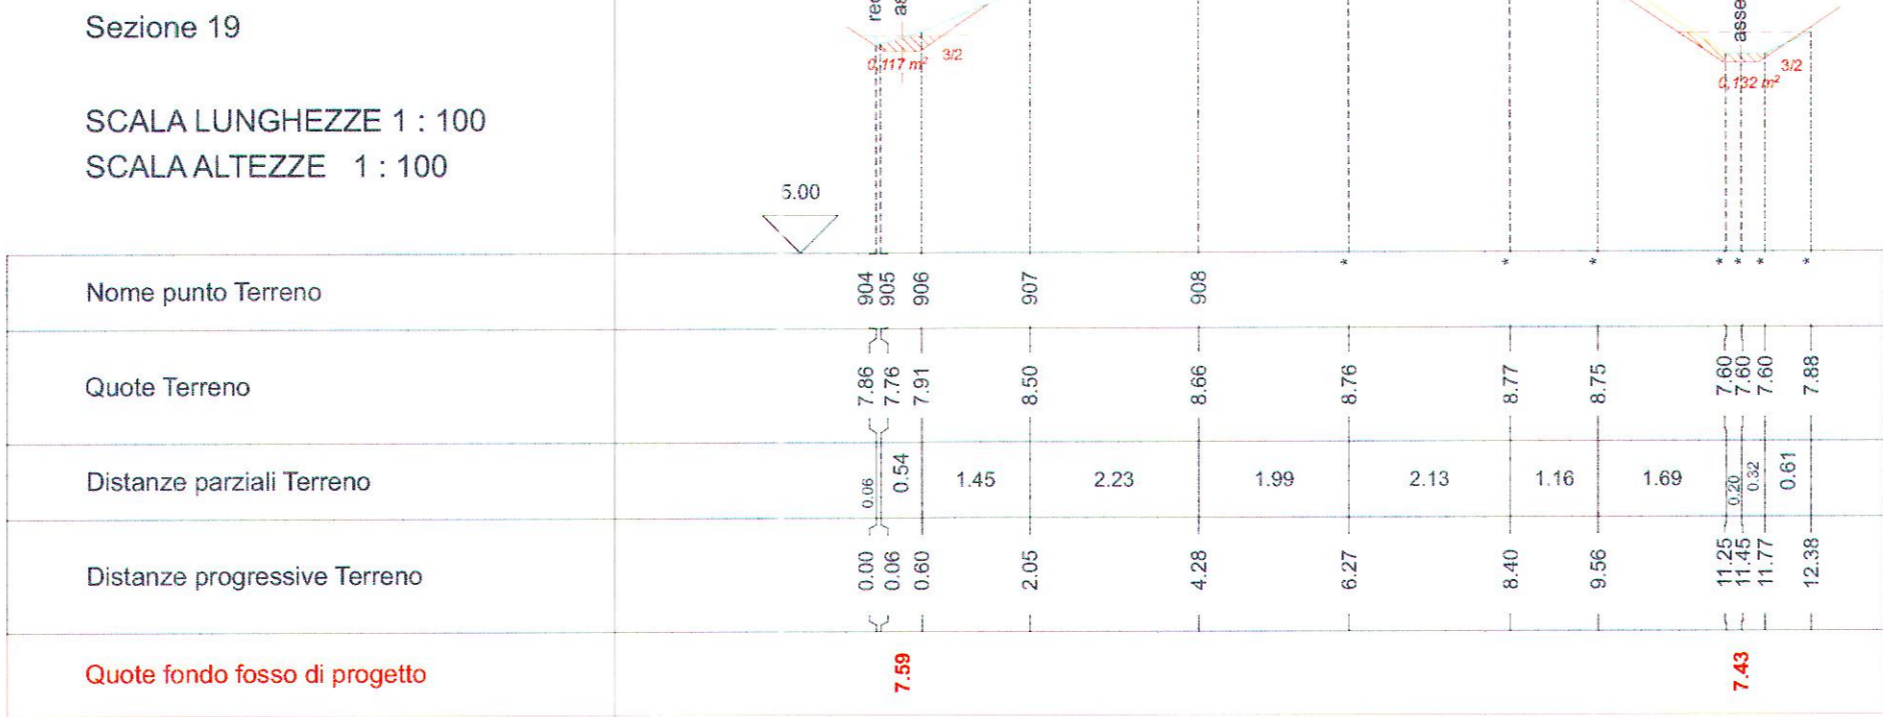 Sezione 19
SCALA LUNGHEZZE 1 : 100
SCALA ALTEZZE 1 : 100
5.00
asse
0,117 m² 3/2
0,132 m² 3/2
Nome punto Terreno 904 905 906 907 908 * * * * * * *
Quote Terreno 7.86 7.76 7.91 8.50 8.66 8.76 8.77 8.75 7.60 7.60 7.60 7.88
Distanze parziali Terreno 0.06 0.54 1.45 2.23 1.99 2.13 1.16 1.69 0.20 0.32 0.61
Distanze progressive Terreno 0.00 0.06 0.60 2.05 4.28 6.27 8.40 9.56 11.25 11.45 11.77 12.38
Quote fondo fosso di progetto 7.59 7.43